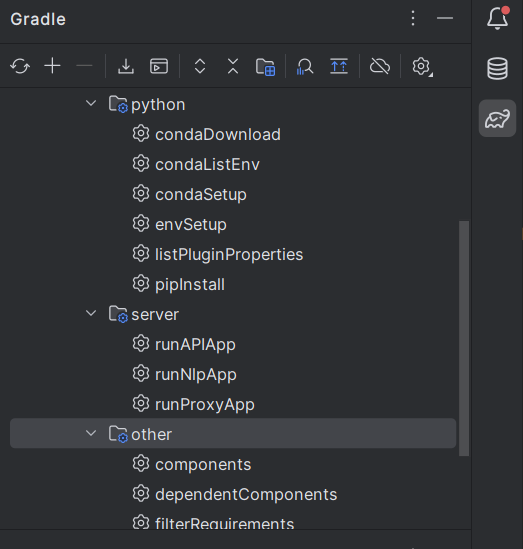 Gradle
python
condaDownload
condaListEnv
condaSetup
envSetup
listPluginProperties
pipInstall
server
runAPIApp
runNlpApp
runProxyApp
other
components
dependentComponents
filterRequirements